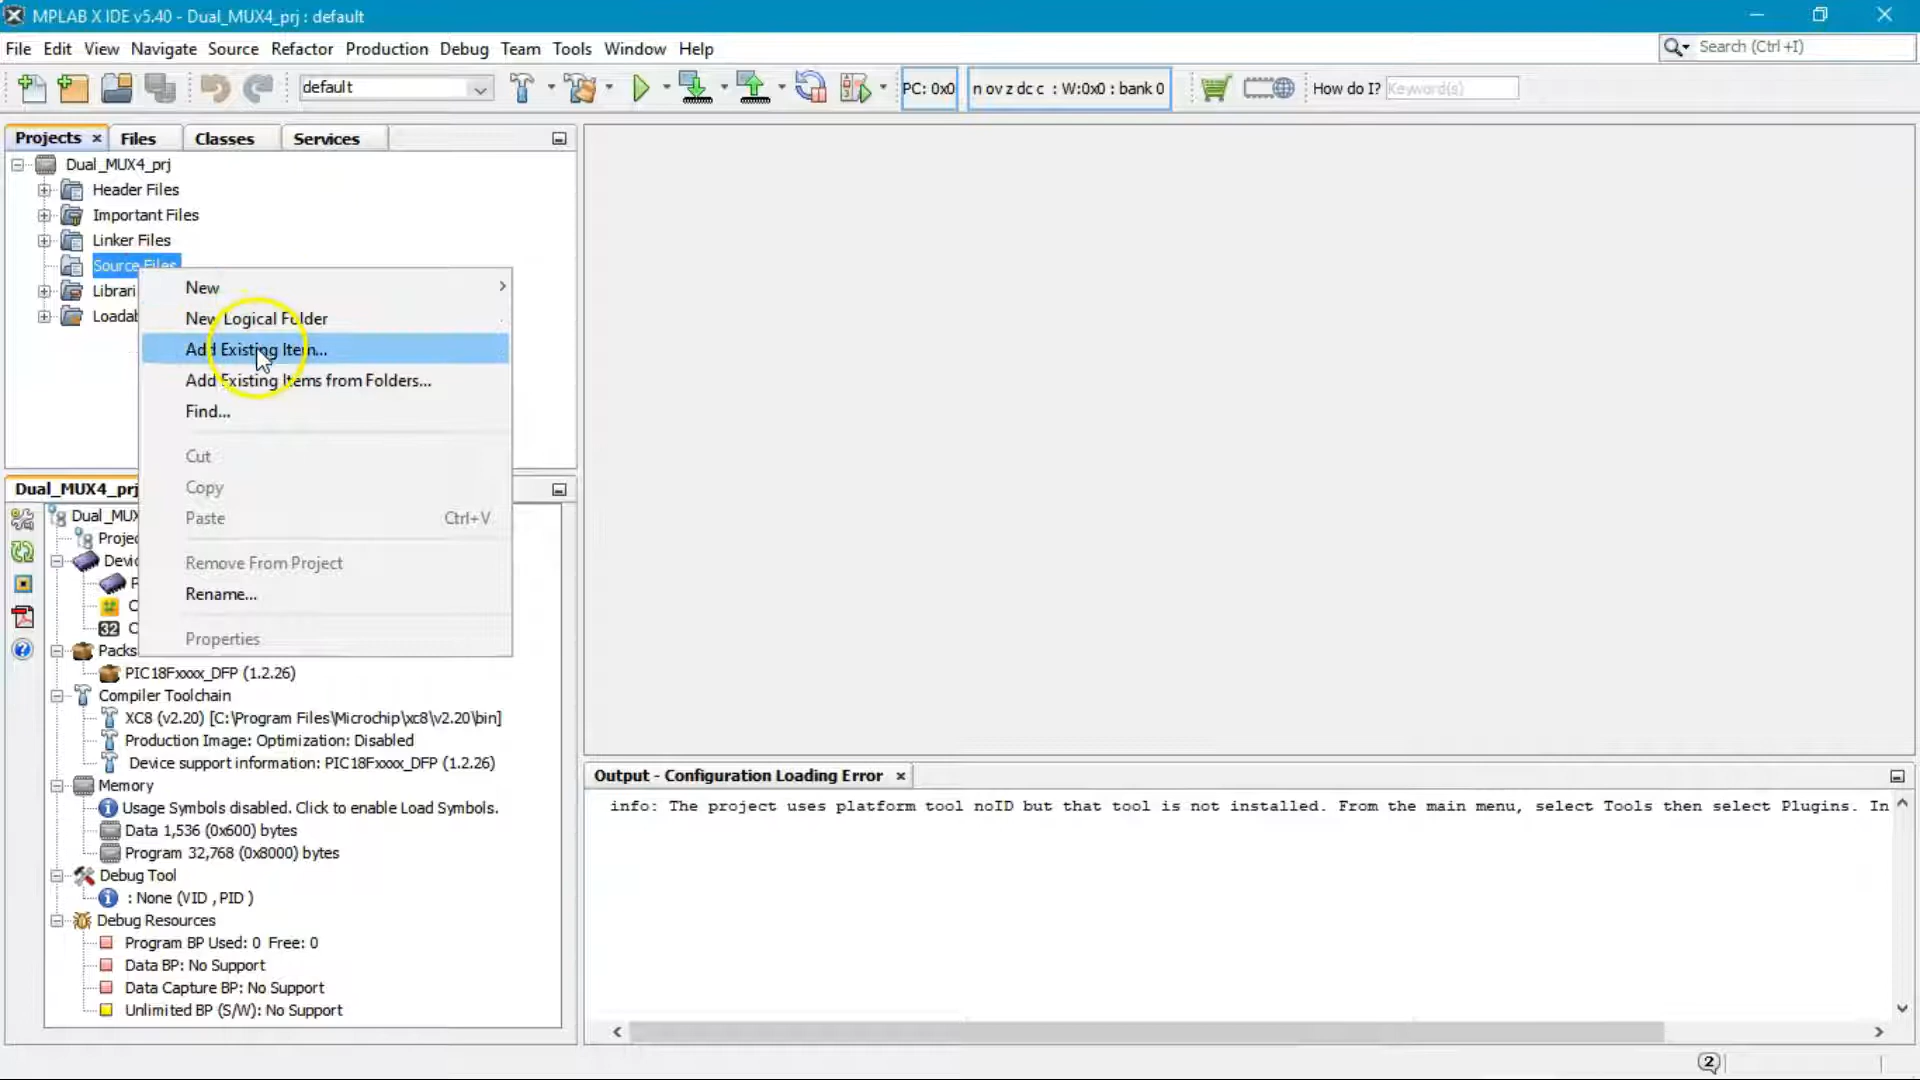 MPLAB X IDE v5.40 - Dual_MUX4_prj : default
File Edit View Navigate Source Refactor Production Debug Team Tools Window Help
Search (Ctrl+I)
default
PC: 0x0
n ov z dc c : W:0x0 : bank 0
How do I? Keyword(s)
Projects × Files Classes Services
Dual_MUX4_prj
Header Files
Important Files
Linker Files
Source Files
Librari
Loadab
New
New Logical Folder
Add Existing Item...
Add Existing Items from Folders...
Find...
Cut
Copy
Paste Ctrl+V
Remove From Project
Rename...
Properties
Dual_MUX4_prj
Dual_MUX
Projec
Devic
P
C
32 C
Packs
PIC18Fxxxx_DFP (1.2.26)
Compiler Toolchain
XC8 (v2.20) [C:\Program Files\Microchip\xc8\v2.20\bin]
Production Image: Optimization: Disabled
Device support information: PIC18Fxxxx_DFP (1.2.26)
Memory
Usage Symbols disabled. Click to enable Load Symbols.
Data 1,536 (0x600) bytes
Program 32,768 (0x8000) bytes
Debug Tool
: None (VID , PID )
Debug Resources
Program BP Used: 0 Free: 0
Data BP: No Support
Data Capture BP: No Support
Unlimited BP (S/W): No Support
Output - Configuration Loading Error ×
info: The project uses platform tool noID but that tool is not installed. From the main menu, select Tools then select Plugins. In
2